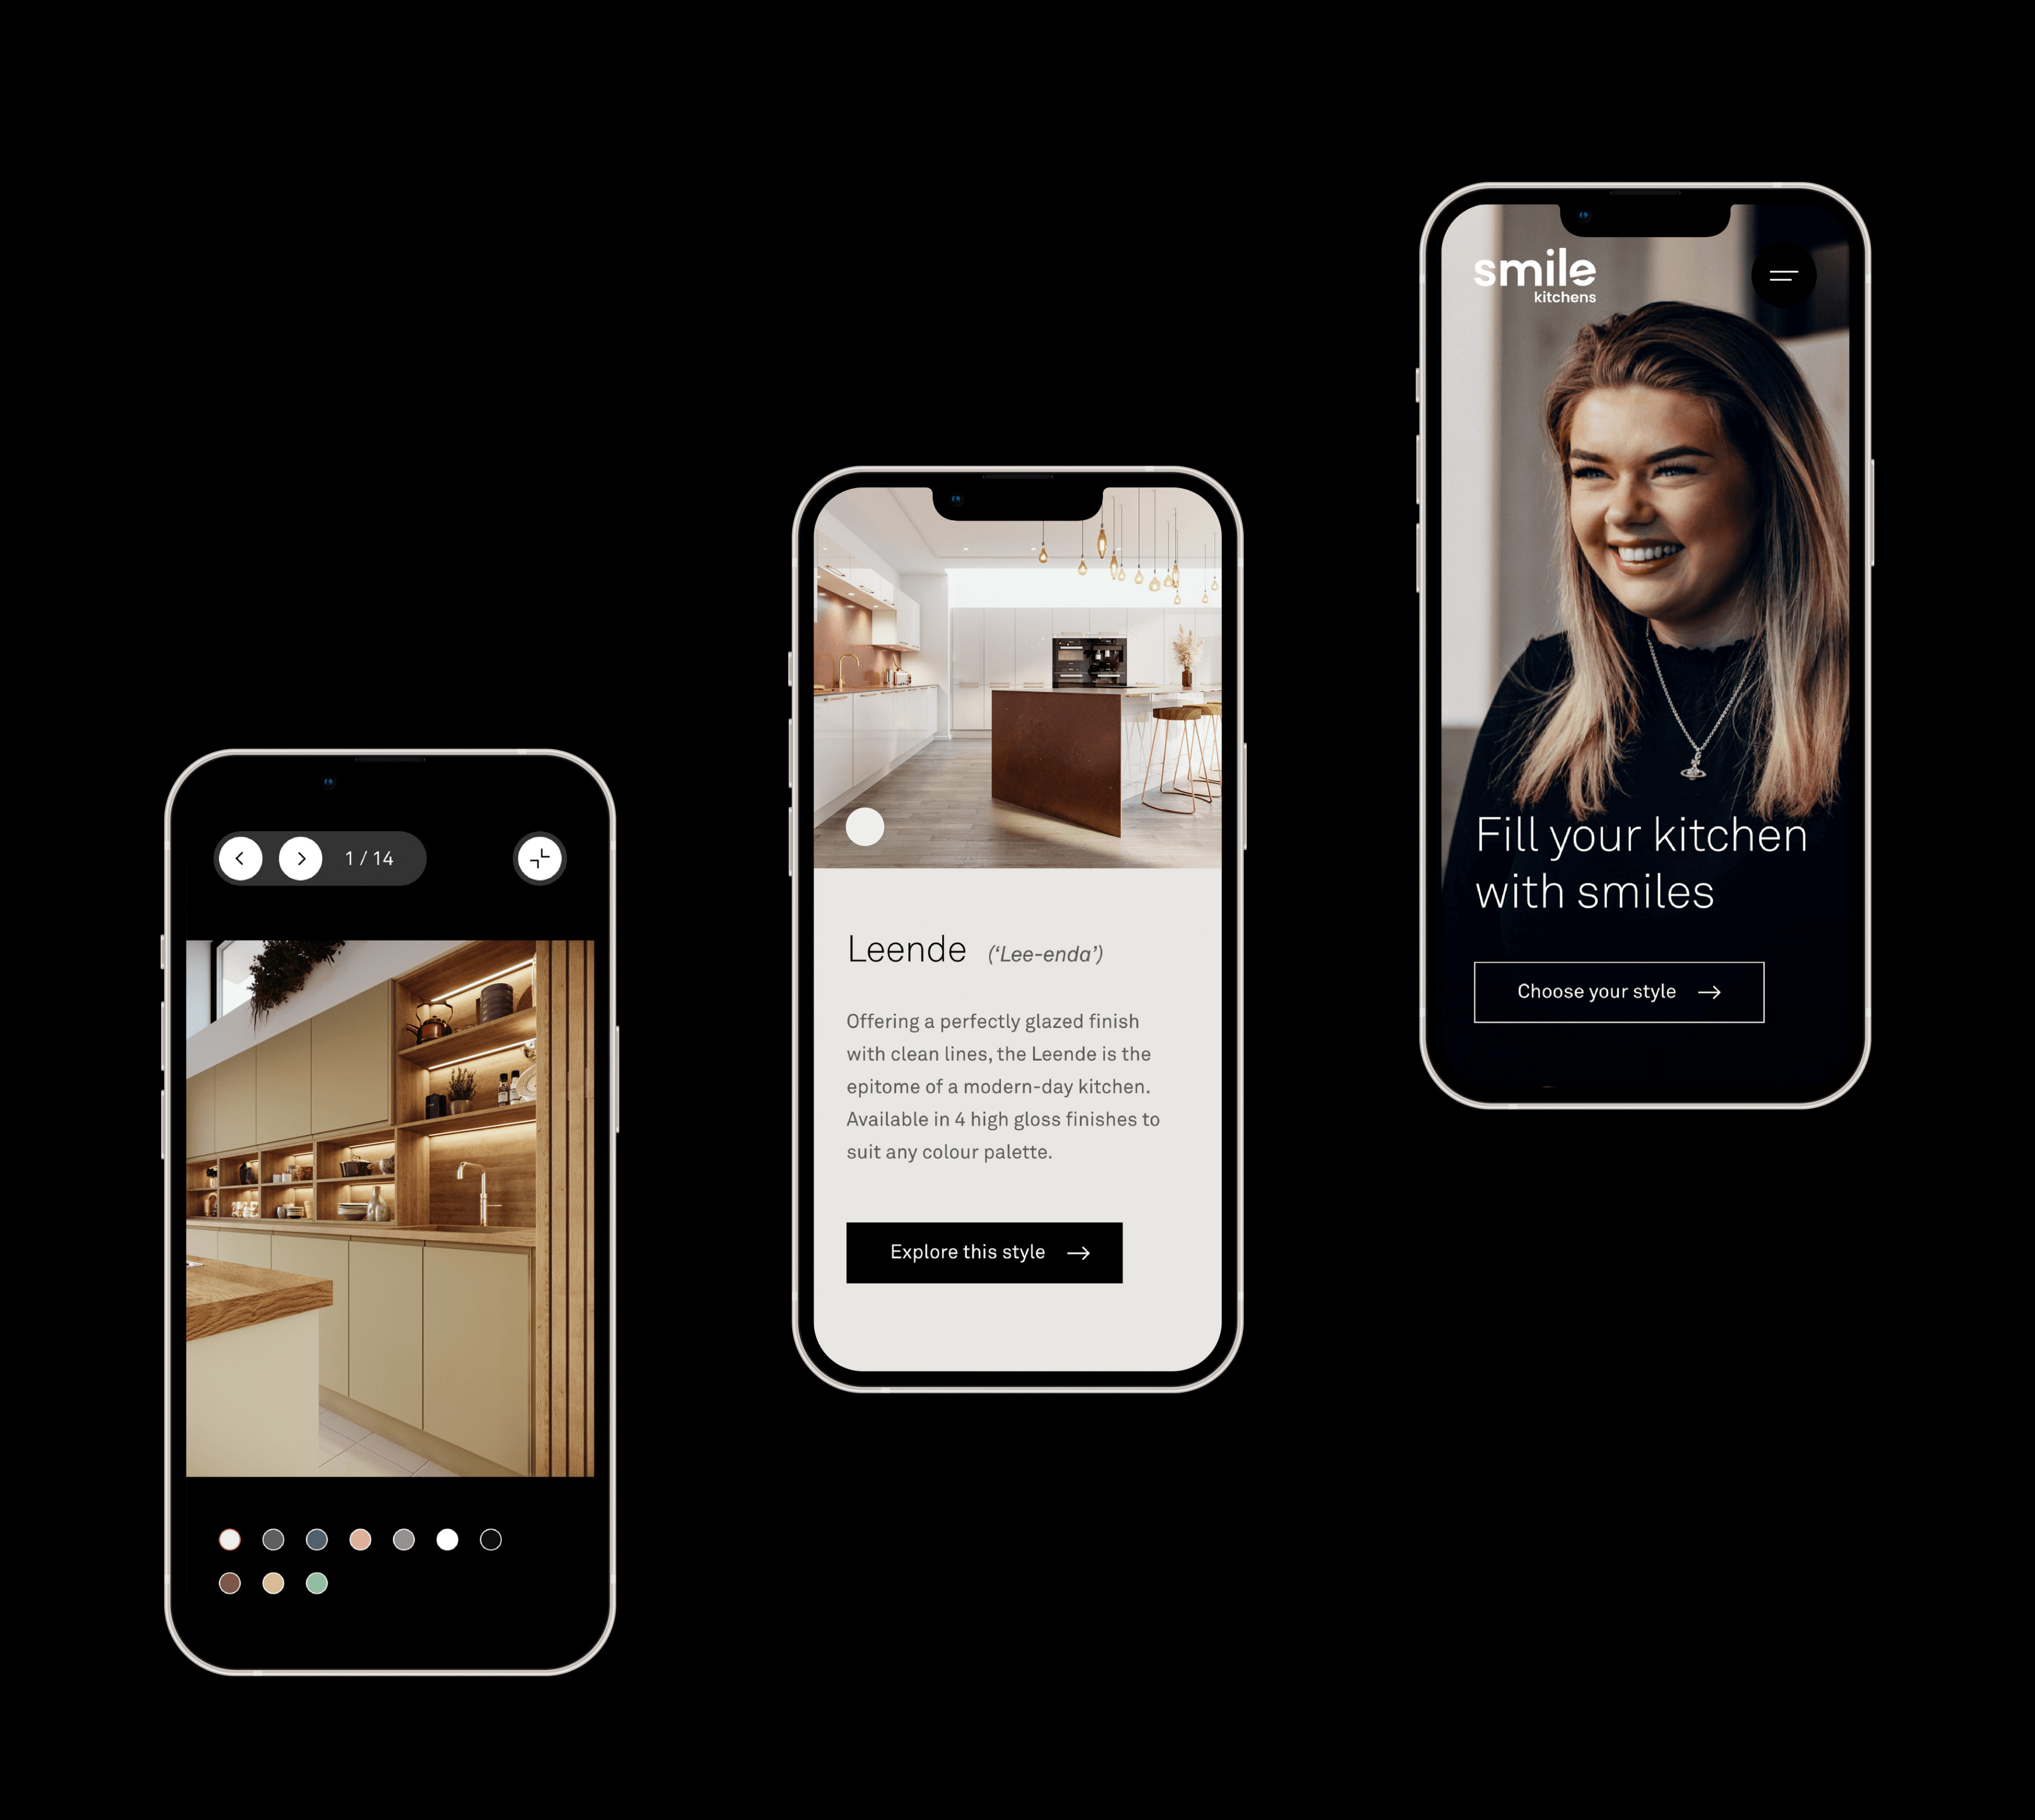 smile
kitchens
Fill your kitchen
with smiles
Choose your style
Leende (‘Lee-enda’)
Offering a perfectly glazed finish
with clean lines, the Leende is the
epitome of a modern-day kitchen.
Available in 4 high gloss finishes to
suit any colour palette.
Explore this style
1 / 14